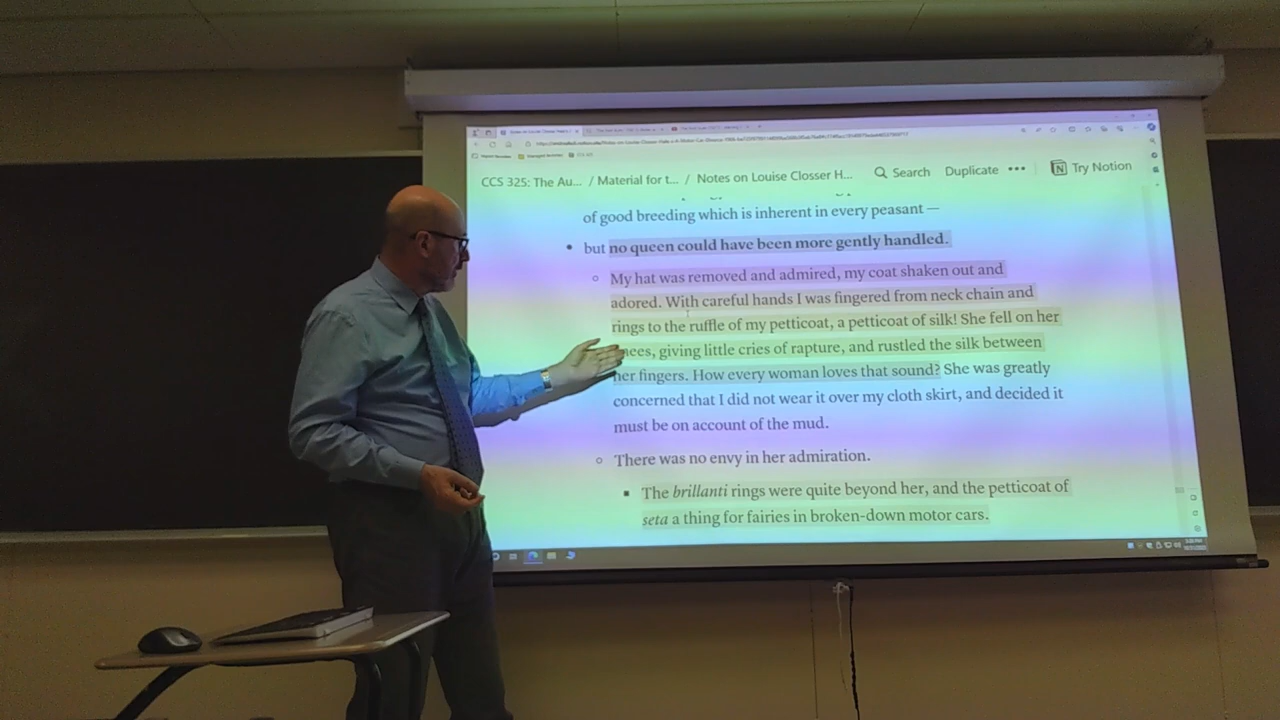 CCS 325: The Au... / Material for t... / Notes on Louise Closser H... Search Duplicate ••• Try Notion
of good breeding which is inherent in every peasant —
• but no queen could have been more gently handled.
◦ My hat was removed and admired, my coat shaken out and
adored. With careful hands I was fingered from neck chain and
rings to the ruffle of my petticoat, a petticoat of silk! She fell on her
nees, giving little cries of rapture, and rustled the silk between
her fingers. How every woman loves that sound? She was greatly
concerned that I did not wear it over my cloth skirt, and decided it
must be on account of the mud.
◦ There was no envy in her admiration.
▪ The brillanti rings were quite beyond her, and the petticoat of
seta a thing for fairies in broken-down motor cars.